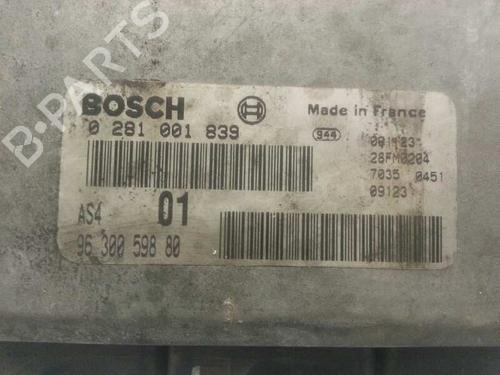 B-PARTS
BOSCH
Made in France
0 281 001 839
944
28FM0204
7035 0451
09123
AS4 01
96 300 598 80